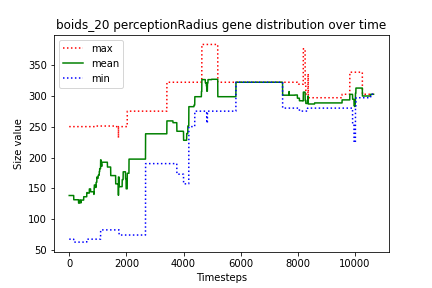 boids_20 perceptionRadius gene distribution over time
max
mean
min
Size value
350
300
250
200
150
100
50
0
2000
4000
6000
8000
10000
Timesteps